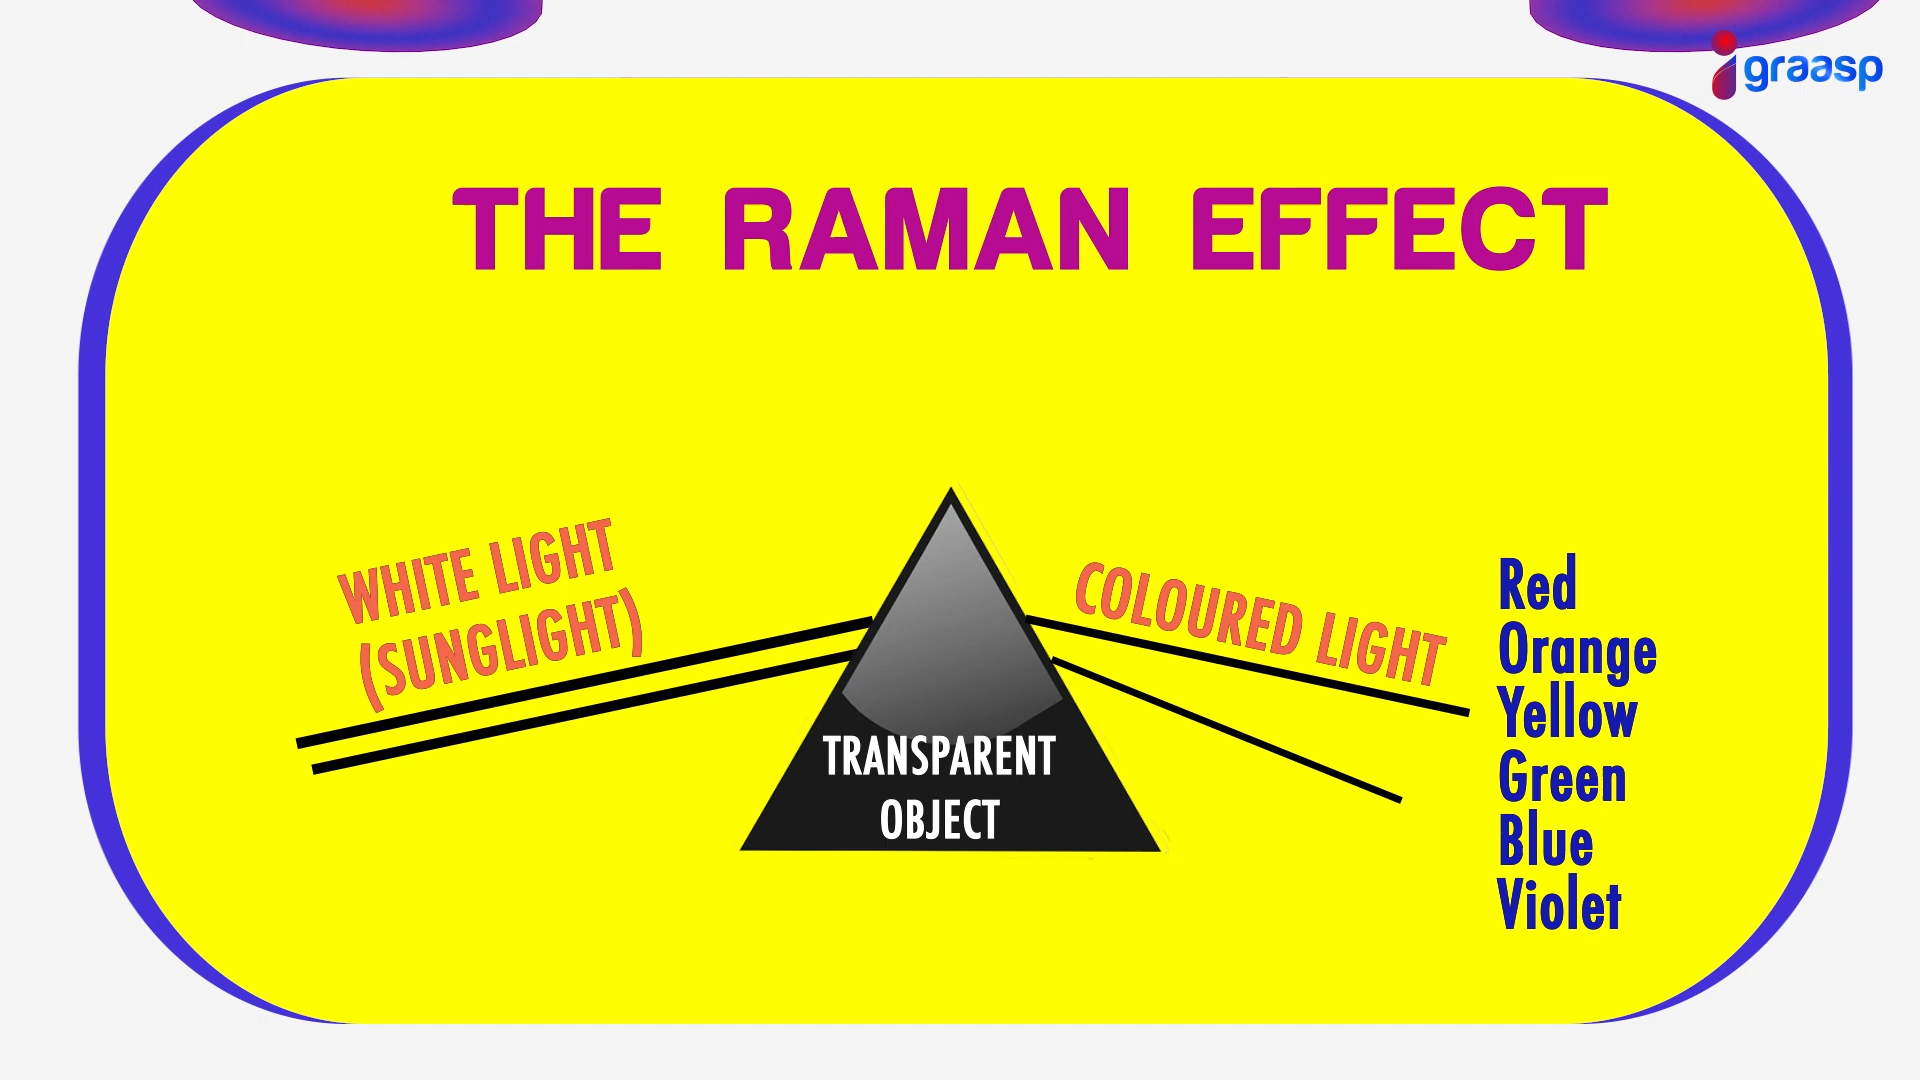 graasp
THE RAMAN EFFECT
WHITE LIGHT
(SUNGLIGHT)
COLOURED LIGHT
TRANSPARENT
OBJECT
Red
Orange
Yellow
Green
Blue
Violet